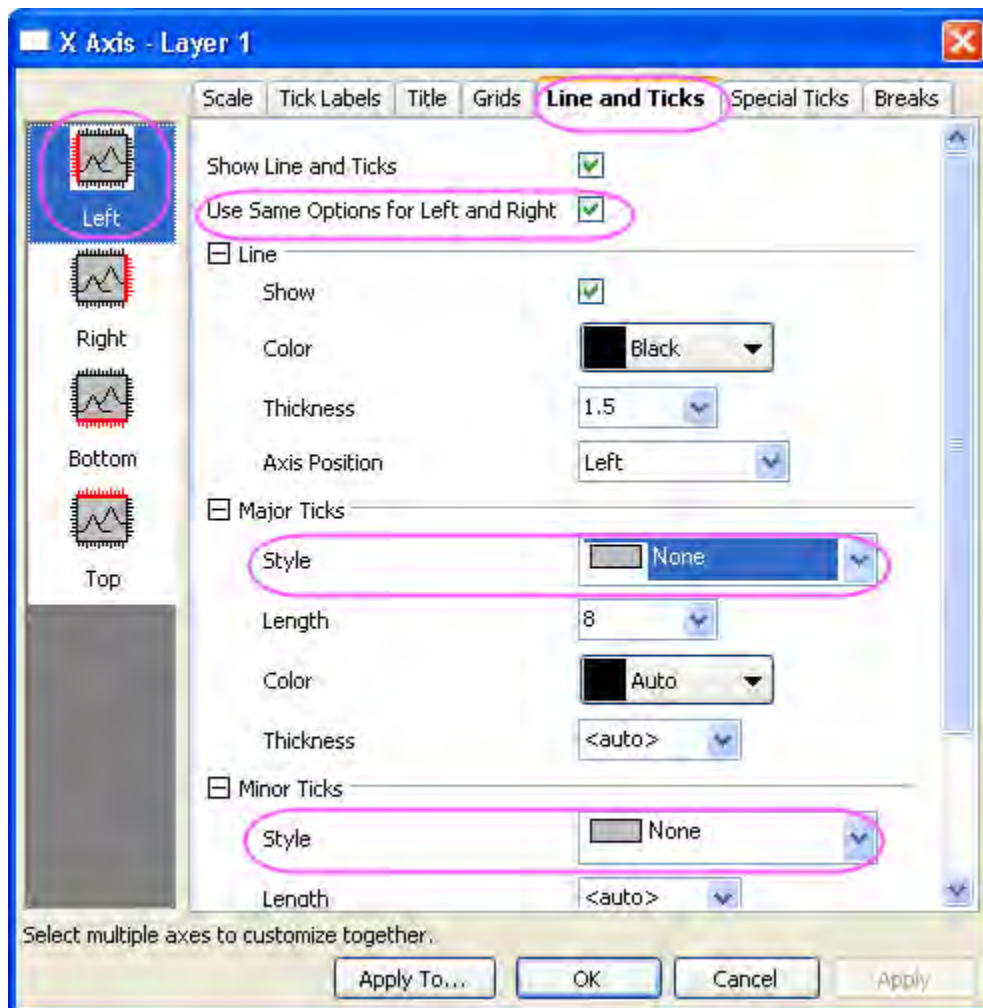 X Axis - Layer 1
Scale Tick Labels Title Grids Line and Ticks Special Ticks Breaks
Left
Right
Bottom
Top
Show Line and Ticks
Use Same Options for Left and Right
Line
Show
Color Black
Thickness 1.5
Axis Position Left
Major Ticks
Style None
Length 8
Color Auto
Thickness <auto>
Minor Ticks
Style None
Length <auto>
Select multiple axes to customize together.
Apply To... OK Cancel Apply